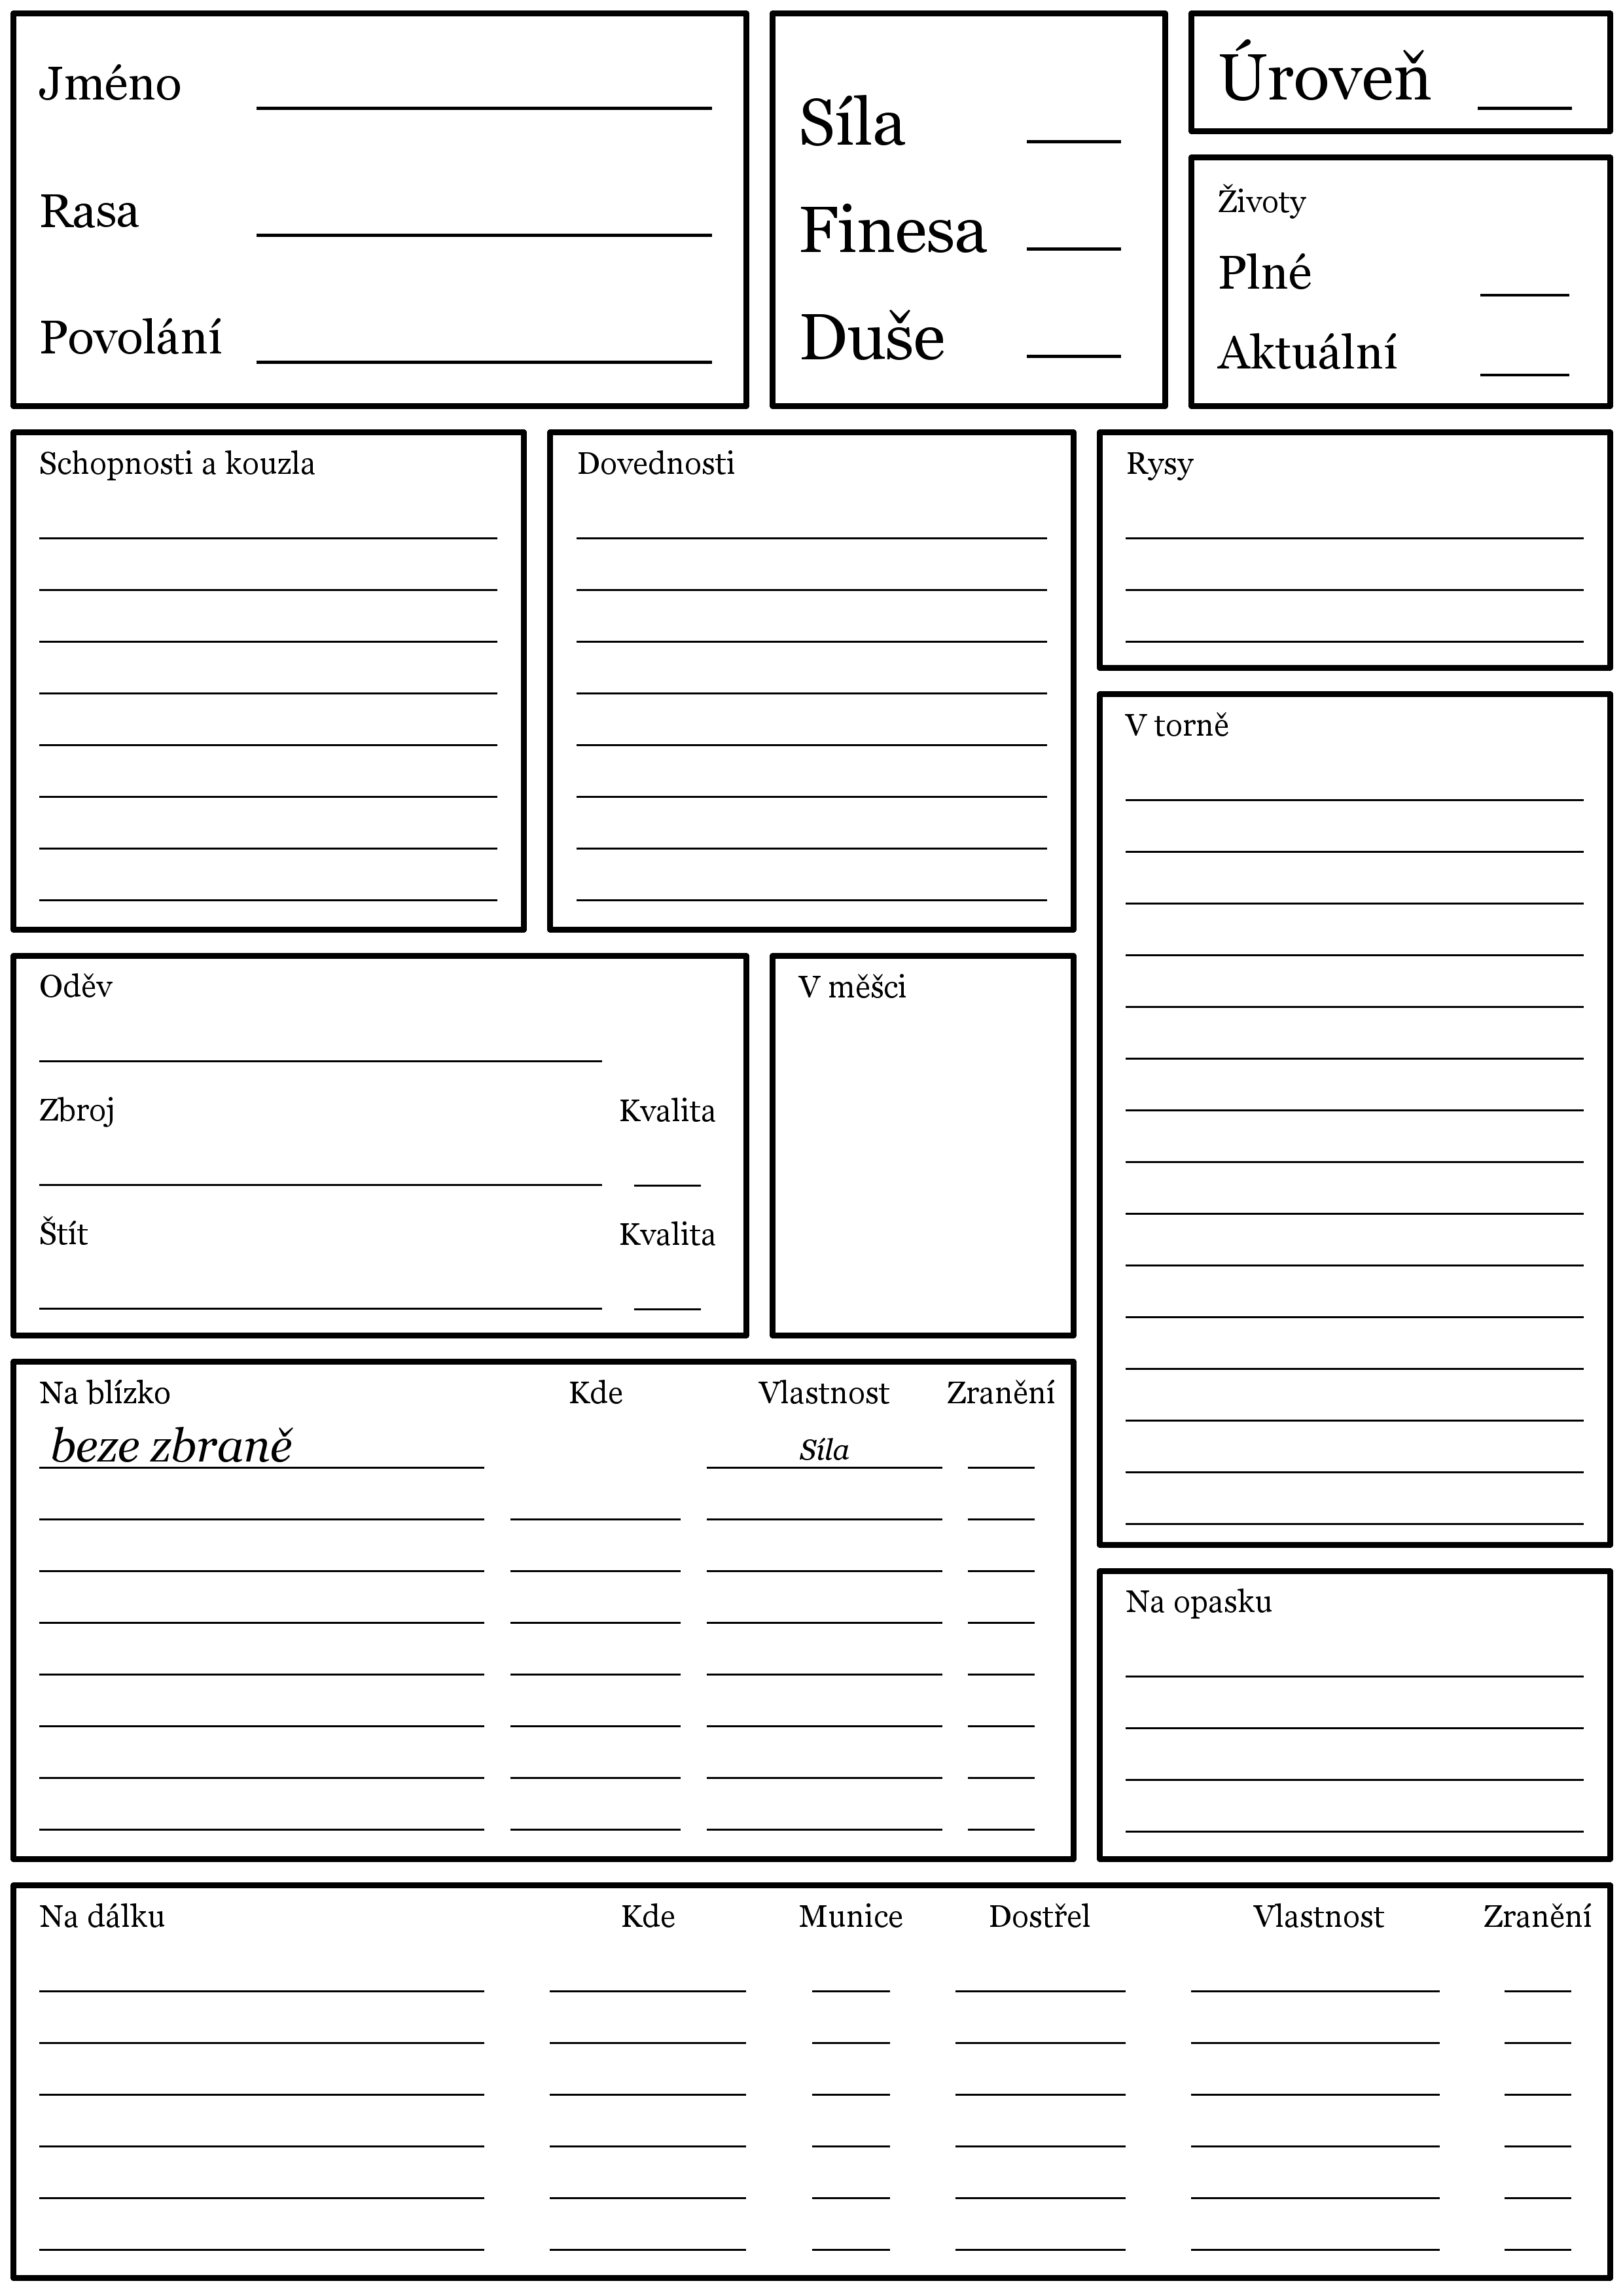 Jméno
Rasa
Povolání
Síla
Finesa
Duše
Úroveň
Životy
Plné
Aktuální
Schopnosti a kouzla
Dovednosti
Rysy
V torně
Oděv
Zbroj Kvalita
Štít Kvalita
V měšci
Na blízko Kde Vlastnost Zranění
beze zbraně Síla
Na opasku
Na dálku Kde Munice Dostřel Vlastnost Zranění